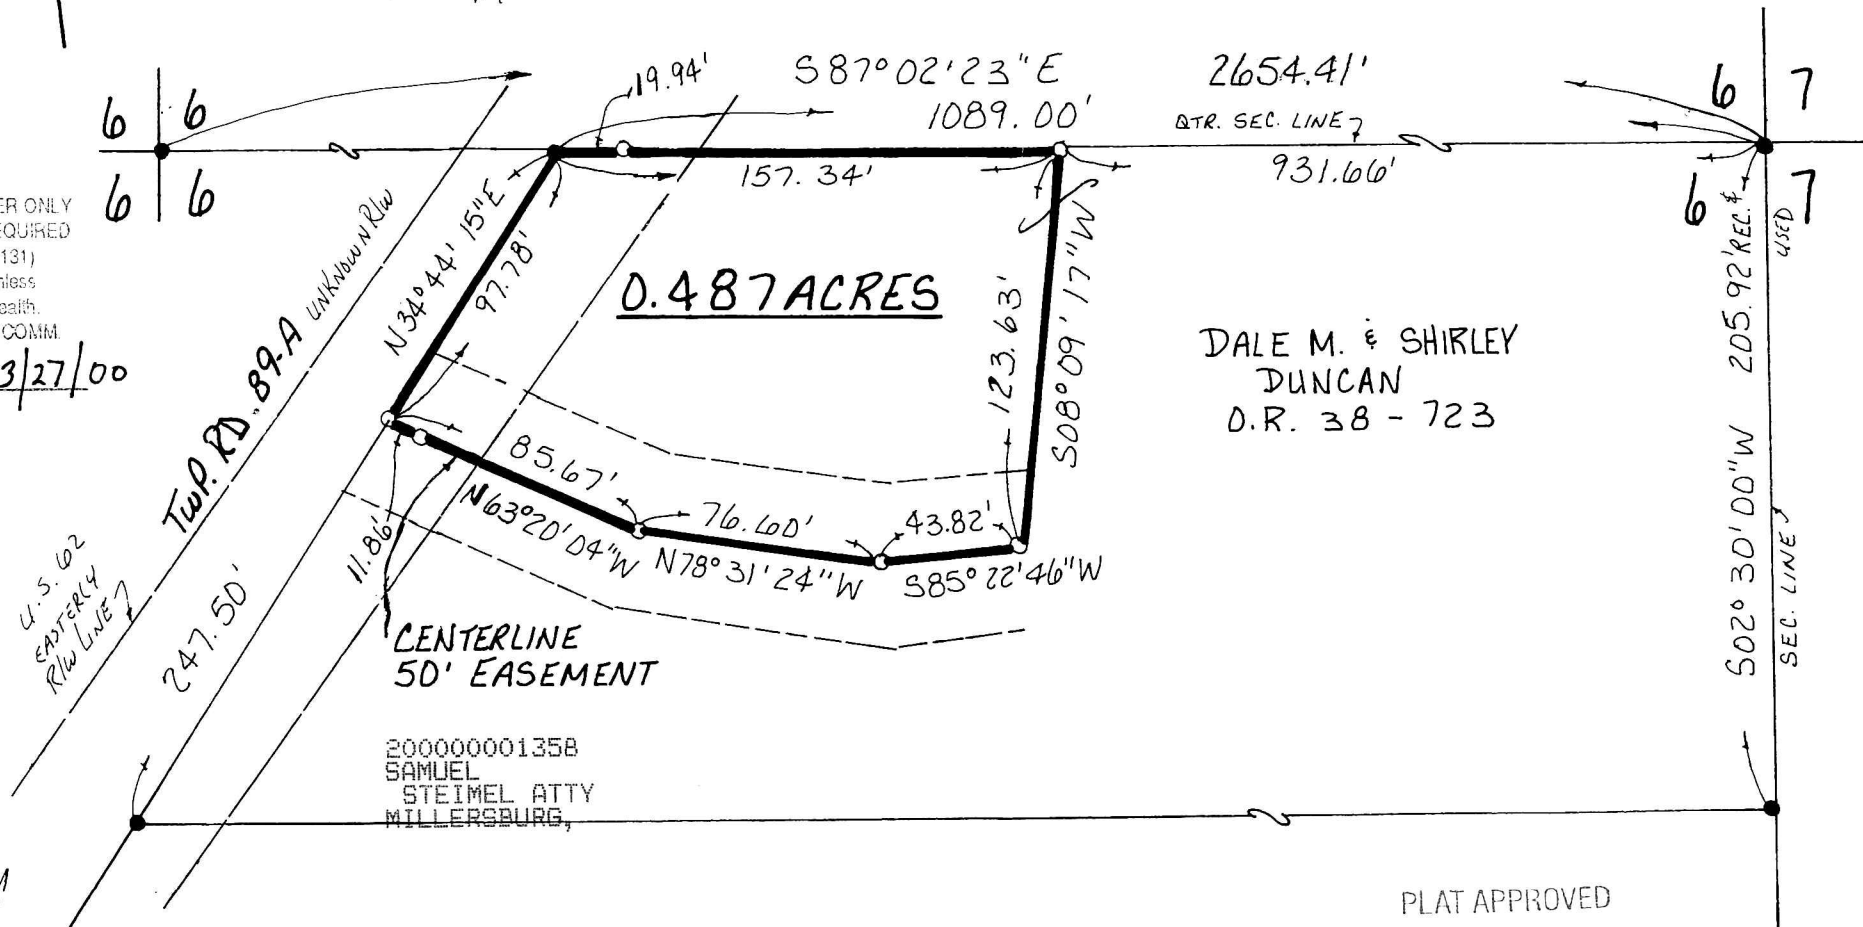 19.94'
S87°02'23"E
1089.00'
2654.41'
QTR. SEC. LINE
6 6
6 6
6 7
6 7
157.34'
931.66'
ER ONLY
EQUIRED
131)
nless
ealth.
COMM.
3/27/00
N34°44'15"E
97.78'
UNKNOWN R/W
TWP. RD. 89-A
0.487 ACRES
123.63'
S08°09'17"W
DALE M. & SHIRLEY
DUNCAN
O.R. 38 - 723
205.92' REC. &
USED
S02°30'00"W
SEC. LINE
85.67'
N63°20'04"W
76.60'
N78°31'24"W
43.82'
S85°22'46"W
11.86'
U.S. 62
EASTERLY
R/W LINE
247.50'
CENTERLINE
50' EASEMENT
200000001358
SAMUEL
STEIMEL ATTY
MILLERSBURG,
PLAT APPROVED